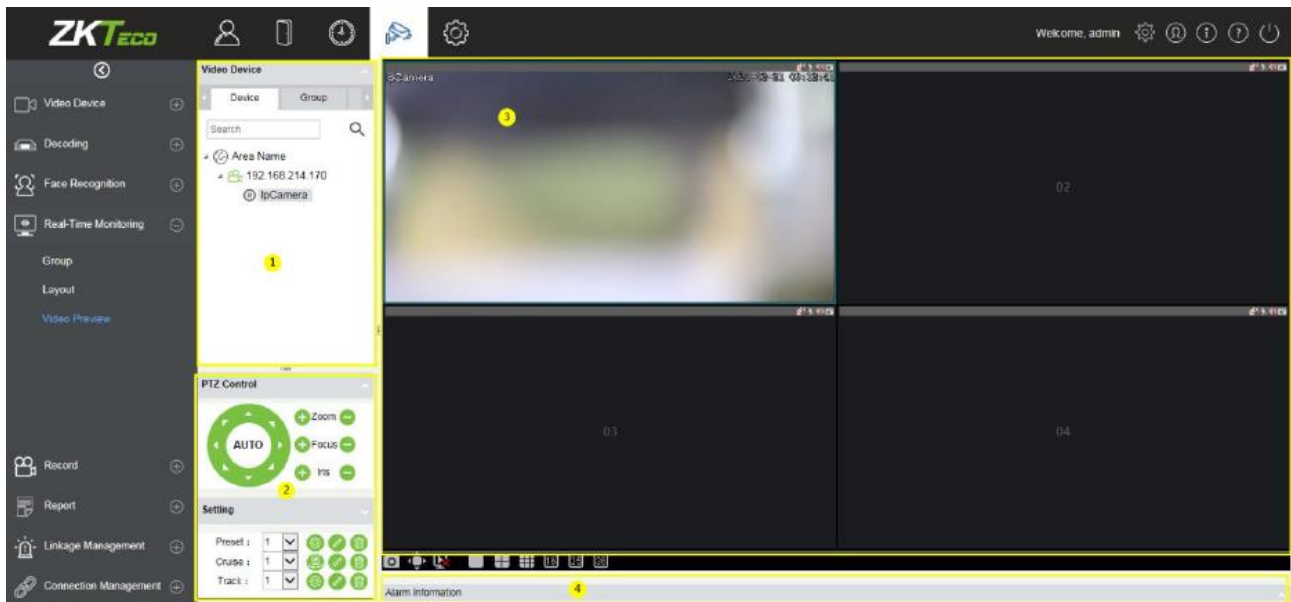 ZKTECO
Welcome, admin
Video Device
Decoding
Face Recognition
Real-Time Monitoring
Group
Layout
Video Preview
Record
Report
Linkage Management
Connection Management
Video Device
Device Group
Search
Area Name
192.168.214.170
IpCamera
1
PTZ Control
AUTO
Zoom
Focus
Iris
2
Setting
Preset : 1
Cruise : 1
Track : 1
IpCamera
3
02
03
04
16
Alarm Information
4